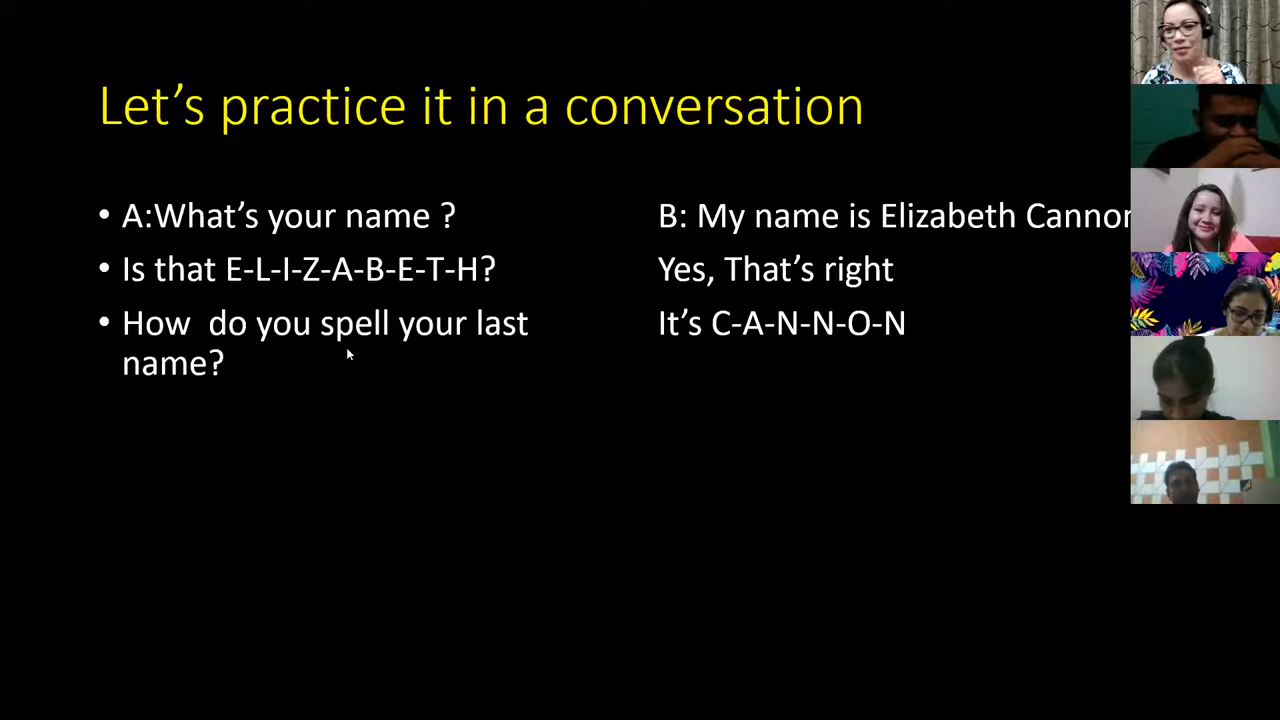 Let’s practice it in a conversation
• A:What’s your name ?
B: My name is Elizabeth Cannon
• Is that E-L-I-Z-A-B-E-T-H?
Yes, That’s right
• How  do you spell your last
name?
It’s C-A-N-N-O-N